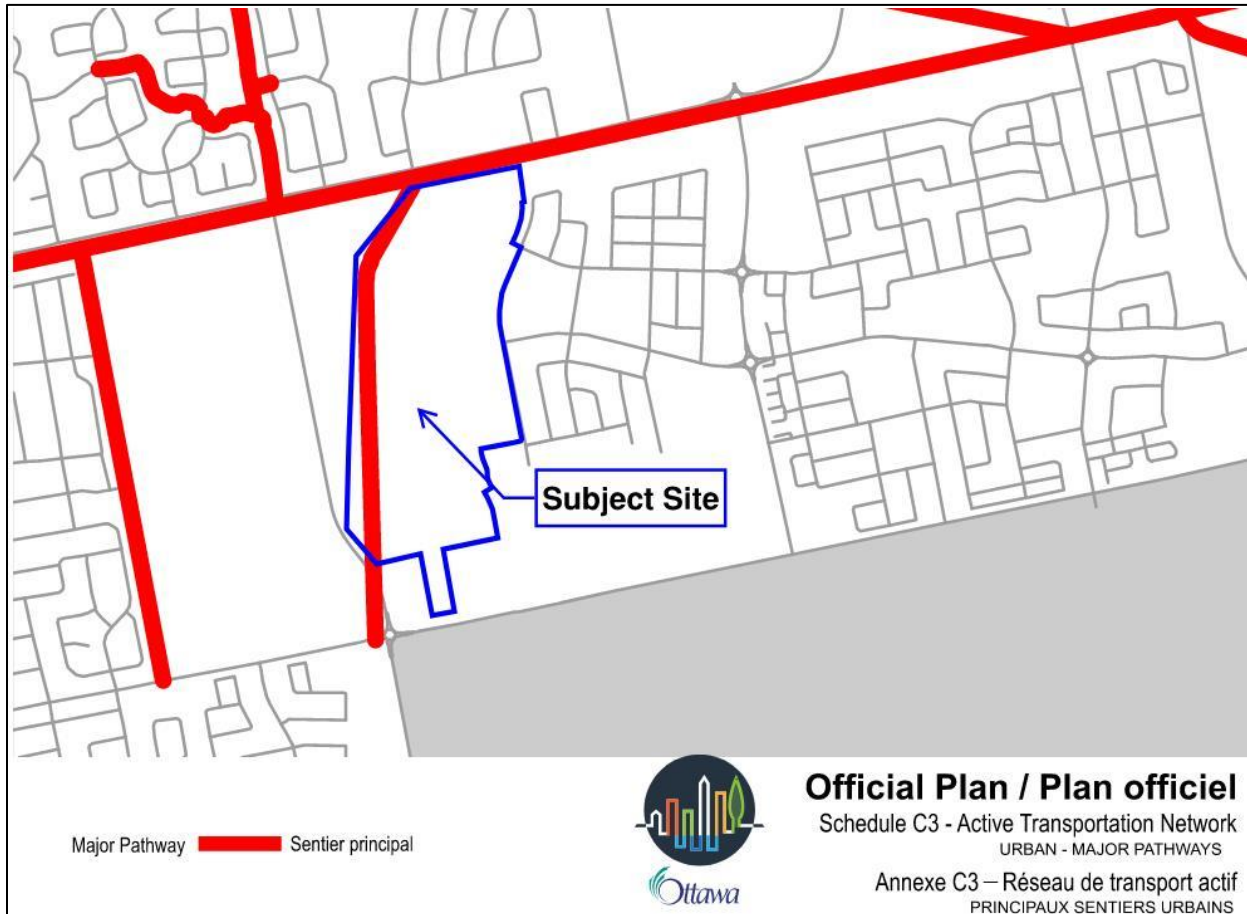 Subject Site
Major Pathway Sentier principal
Ottawa
Official Plan / Plan officiel
Schedule C3 - Active Transportation Network
URBAN - MAJOR PATHWAYS
Annexe C3 – Réseau de transport actif
PRINCIPAUX SENTIERS URBAINS